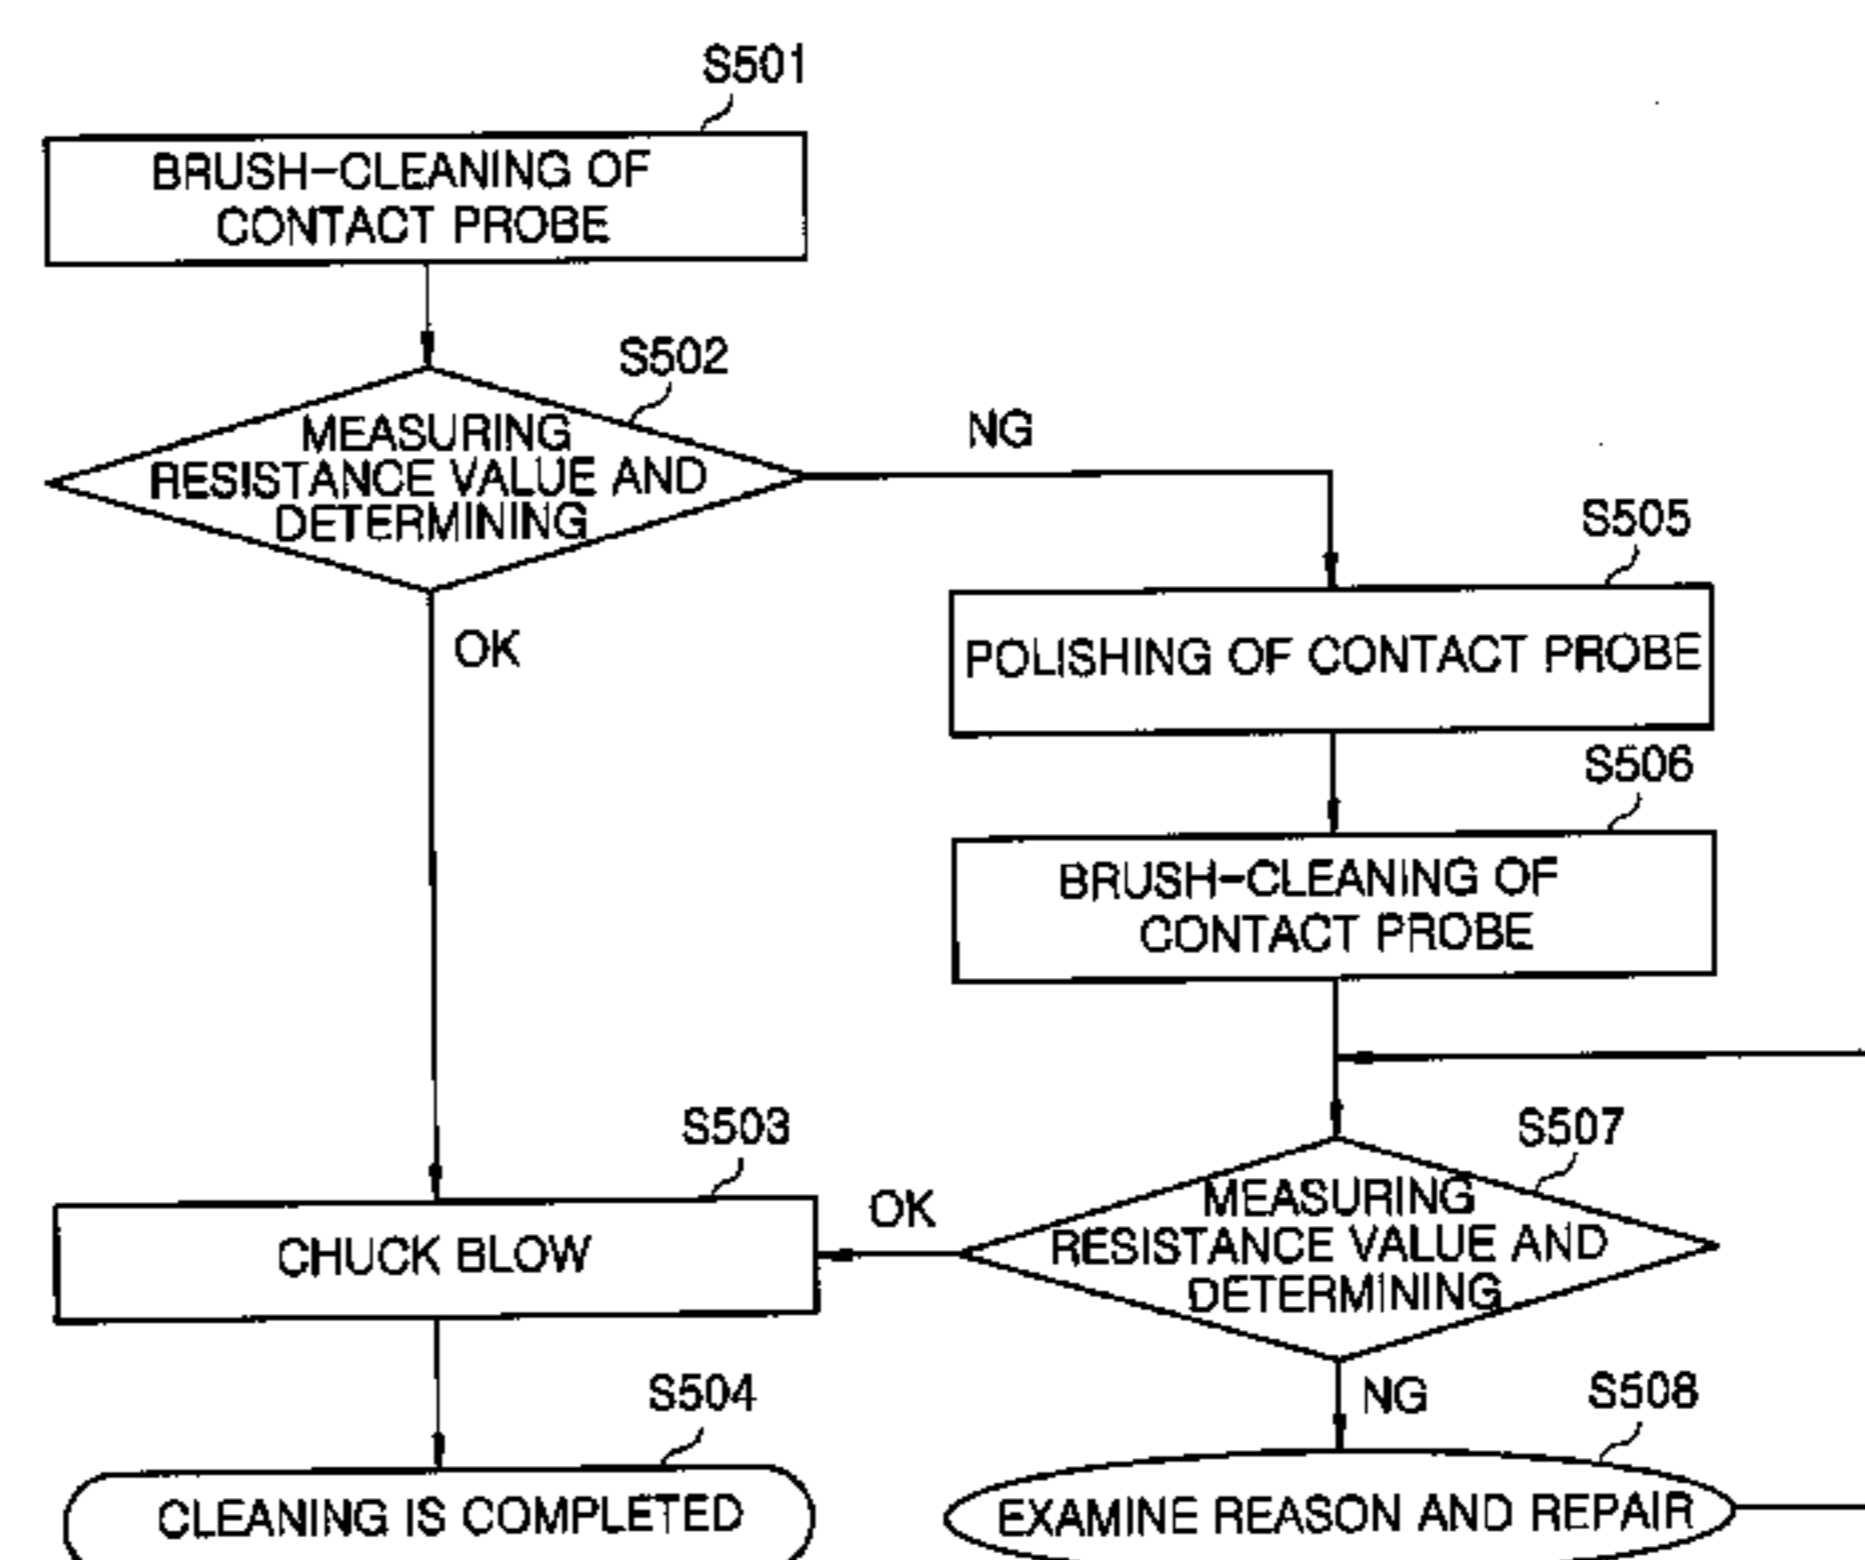 S501
BRUSH-CLEANING OF
CONTACT PROBE
S502
MEASURING
RESISTANCE VALUE AND
DETERMINING
NG
OK
S505
POLISHING OF CONTACT PROBE
S506
BRUSH-CLEANING OF
CONTACT PROBE
S503
CHUCK BLOW
OK
S507
MEASURING
RESISTANCE VALUE AND
DETERMINING
NG
S504
CLEANING IS COMPLETED
S508
EXAMINE REASON AND REPAIR